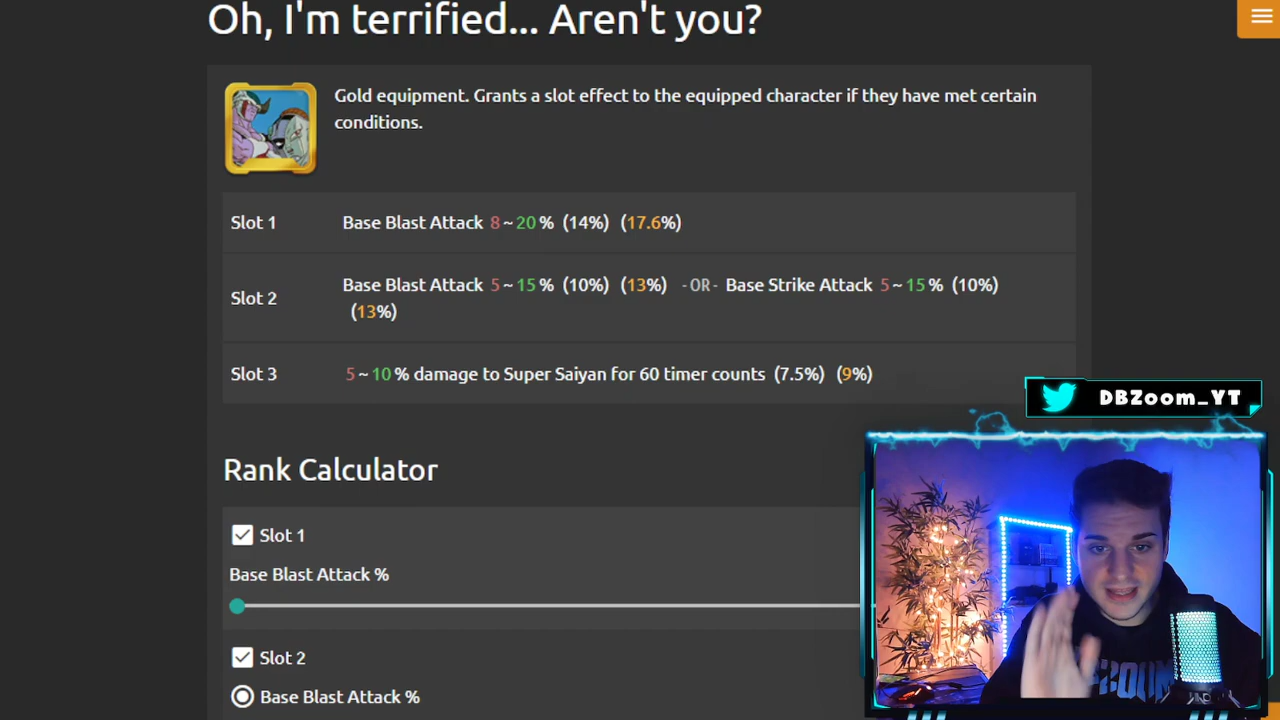 Oh, I'm terrified... Aren't you?
Gold equipment. Grants a slot effect to the equipped character if they have met certain
conditions.
Slot 1 Base Blast Attack 8 ~ 20 % (14%) (17.6%)
Slot 2 Base Blast Attack 5 ~ 15 % (10%) (13%) - OR - Base Strike Attack 5 ~ 15 % (10%)
(13%)
Slot 3 5 ~ 10 % damage to Super Saiyan for 60 timer counts (7.5%) (9%)
DBZoom_YT
Rank Calculator
Slot 1
Base Blast Attack %
Slot 2
Base Blast Attack %